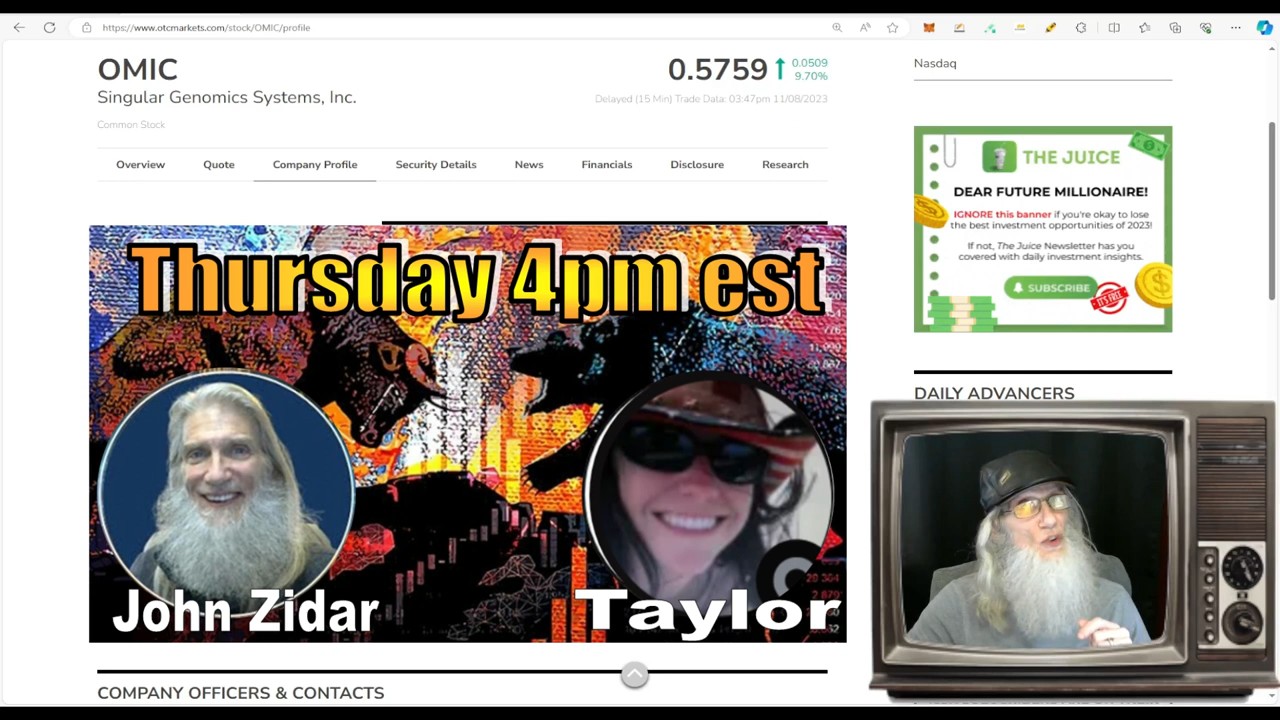 https://www.otcmarkets.com/stock/OMIC/profile
OMIC
0.5759
0.0509
9.70%
Singular Genomics Systems, Inc.
Delayed (15 Min) Trade Data: 03:47pm 11/08/2023
Common Stock
Overview
Quote
Company Profile
Security Details
News
Financials
Disclosure
Research
Thursday 4pm est
John Zidar
Taylor
COMPANY OFFICERS & CONTACTS
Nasdaq
THE JUICE
DEAR FUTURE MILLIONAIRE!
IGNORE this banner if you're okay to lose
the best investment opportunities of 2023!
If not, The Juice Newsletter has you
covered with daily investment insights.
SUBSCRIBE
IT'S FREE
DAILY ADVANCERS